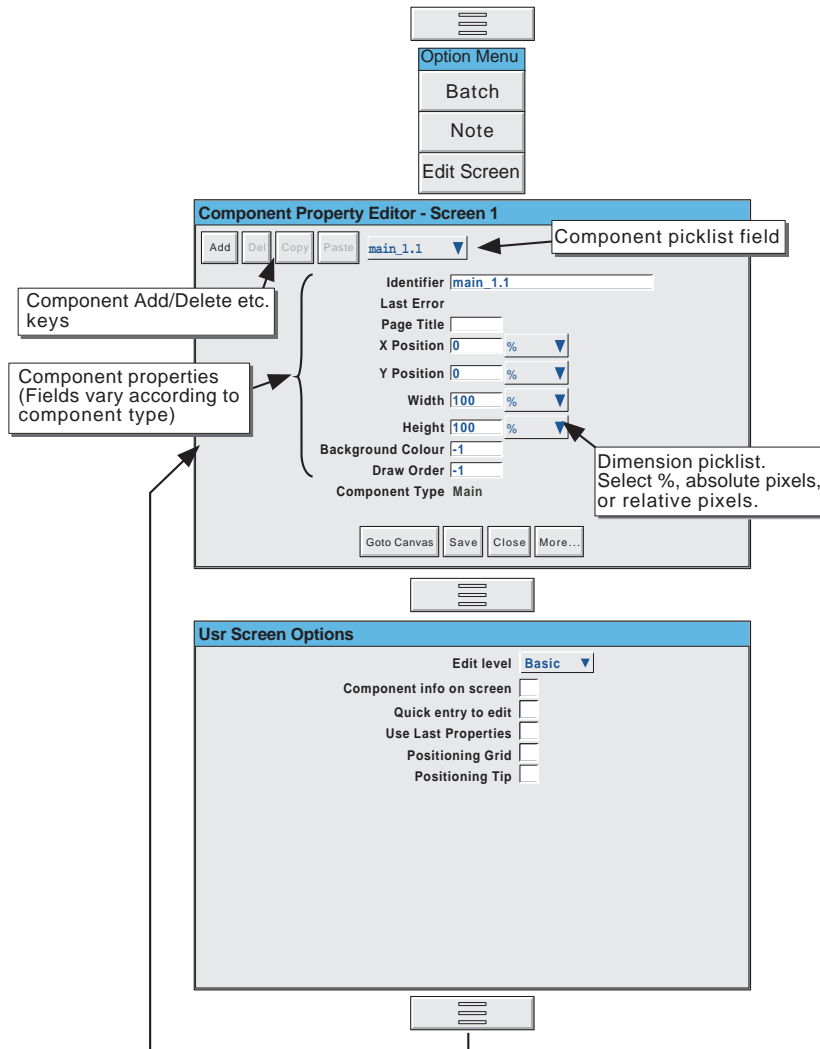 Option Menu
Batch
Note
Edit Screen
Component Property Editor - Screen 1
Add Del Copy Paste main_1.1
Component picklist field
Identifier main_1.1
Component Add/Delete etc.
keys
Last Error
Page Title
X Position 0 %
Component properties
(Fields vary according to
component type)
Y Position 0 %
Width 100 %
Height 100 %
Background Colour -1
Dimension picklist.
Select %, absolute pixels,
or relative pixels.
Draw Order -1
Component Type Main
Goto Canvas Save Close More...
Usr Screen Options
Edit level Basic
Component info on screen
Quick entry to edit
Use Last Properties
Positioning Grid
Positioning Tip